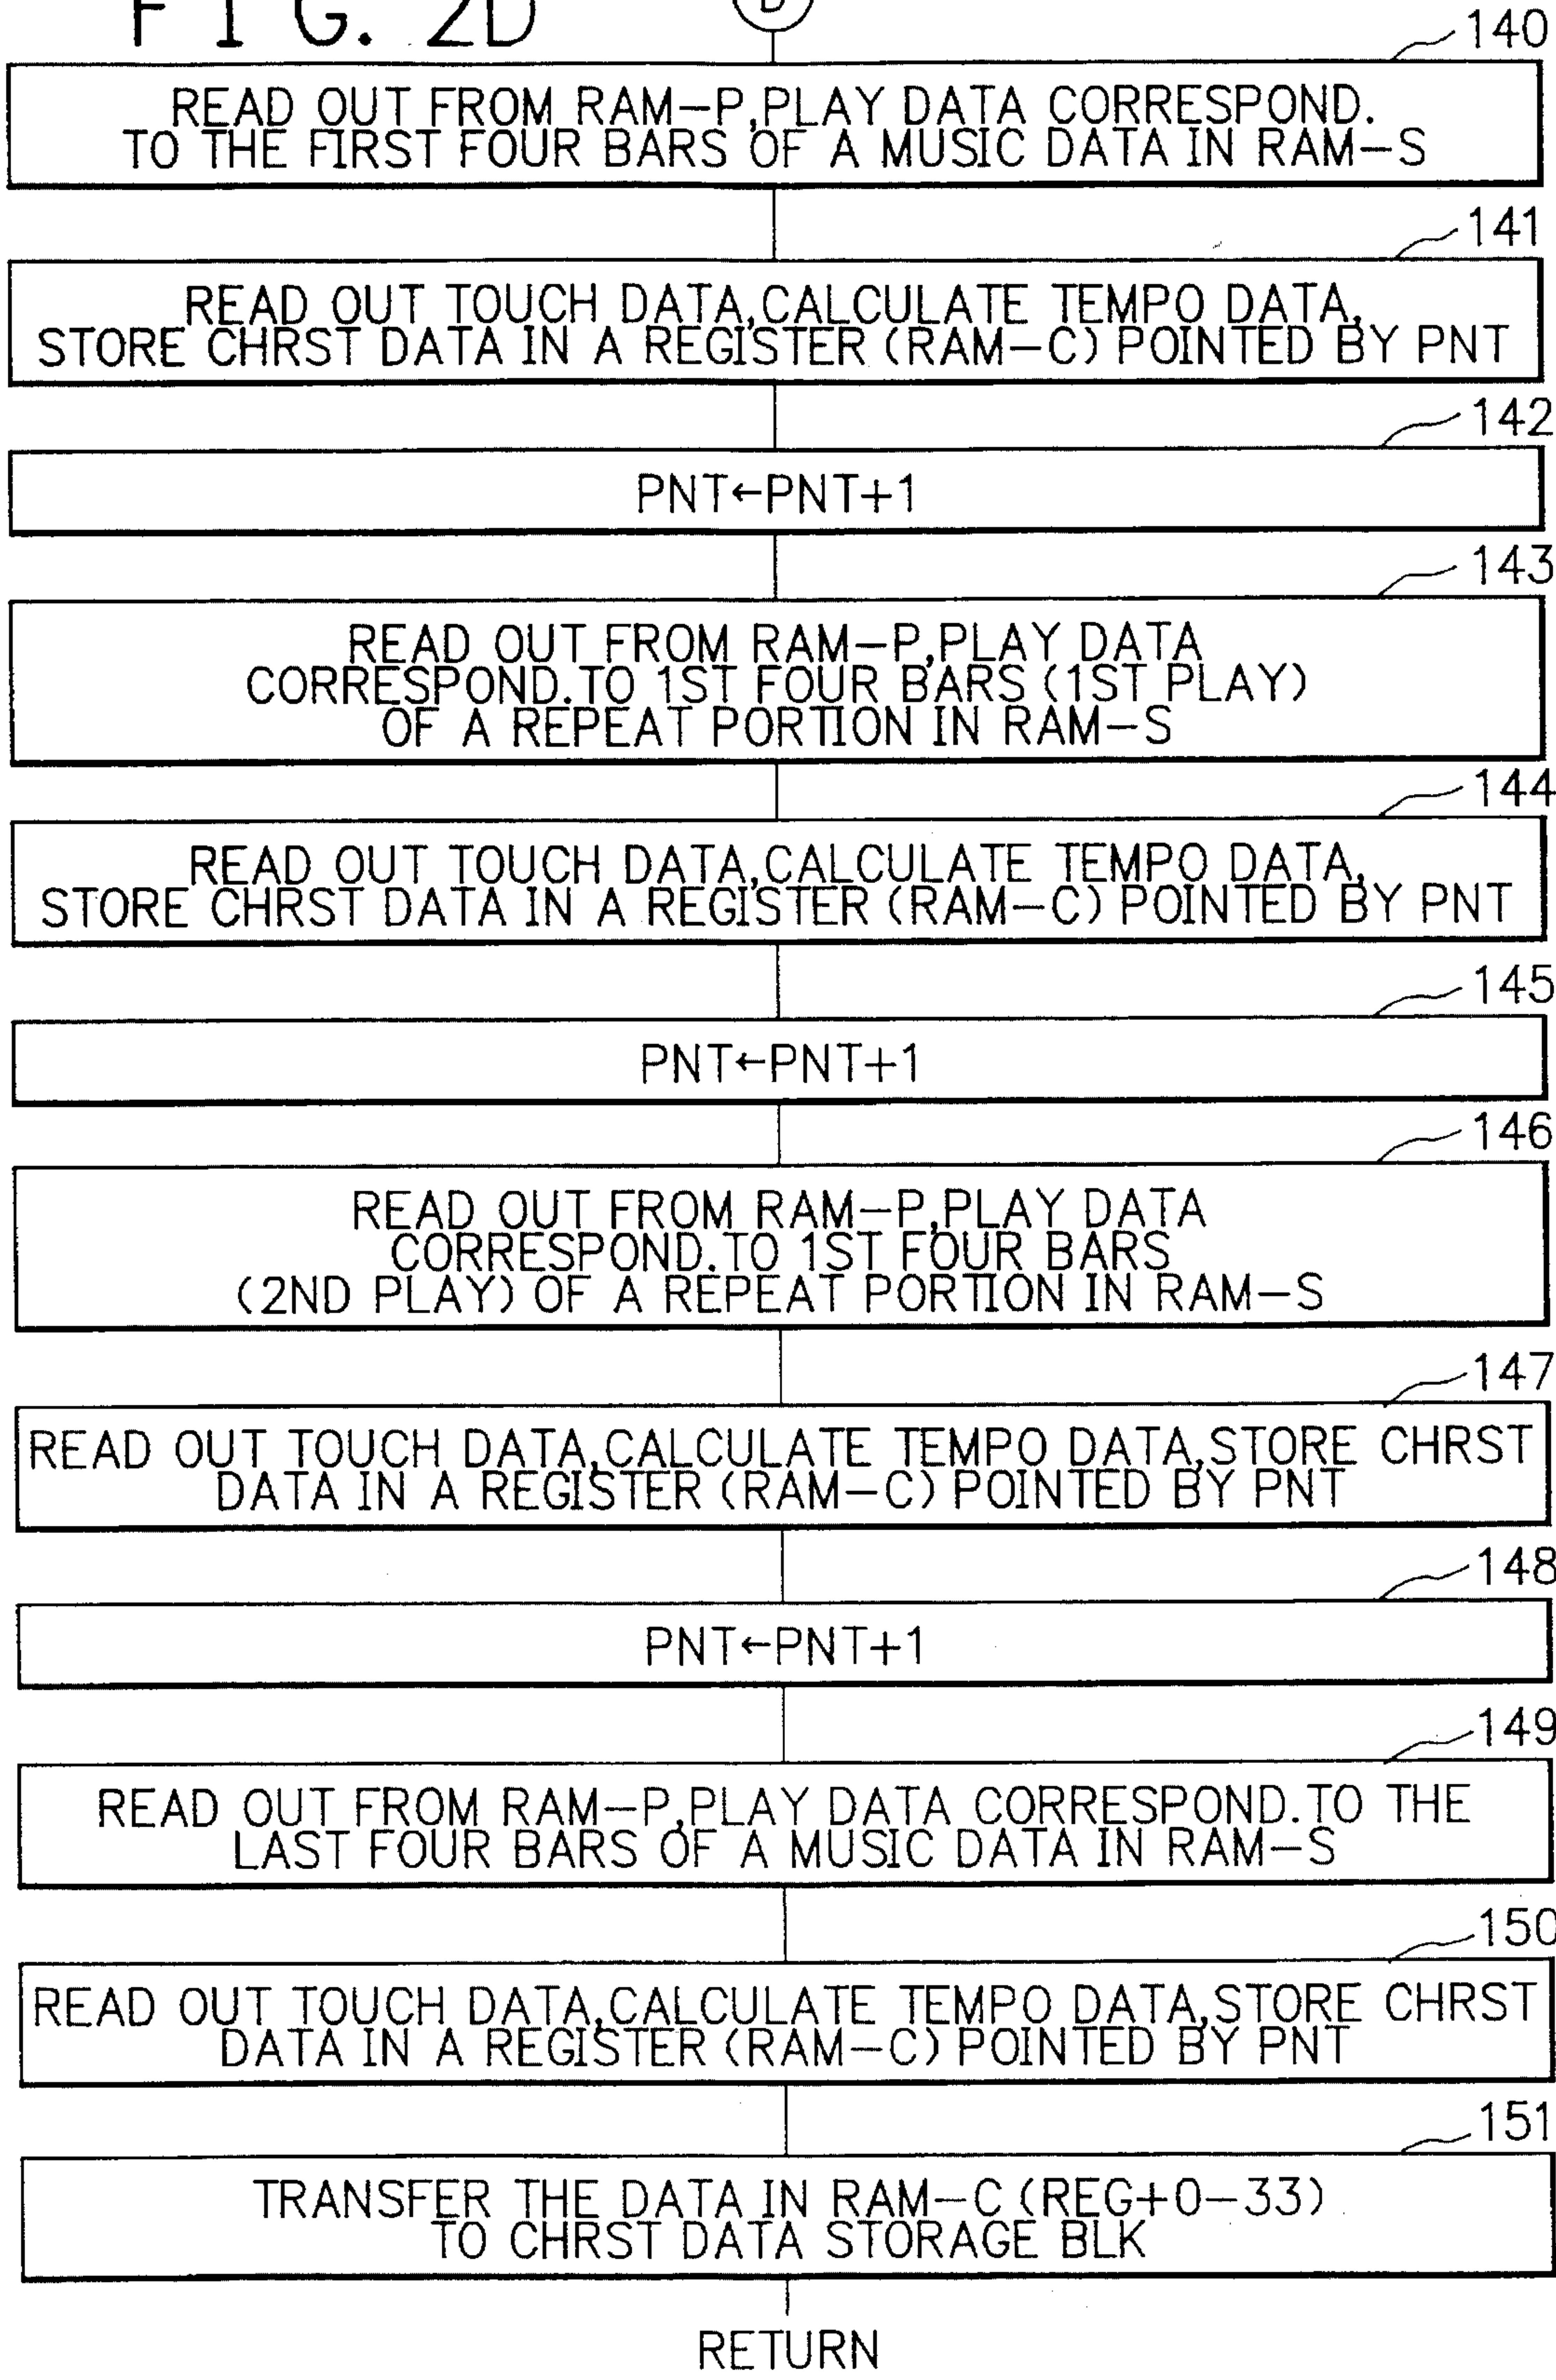 FIG. 2D
140
READ OUT FROM RAM-P,PLAY DATA CORRESPOND.
TO THE FIRST FOUR BARS OF A MUSIC DATA IN RAM-S
141
READ OUT TOUCH DATA,CALCULATE TEMPO DATA,
STORE CHRST DATA IN A REGISTER (RAM-C) POINTED BY PNT
142
PNT←PNT+1
143
READ OUT FROM RAM-P,PLAY DATA
CORRESPOND.TO 1ST FOUR BARS (1ST PLAY)
OF A REPEAT PORTION IN RAM-S
144
READ OUT TOUCH DATA,CALCULATE TEMPO DATA,
STORE CHRST DATA IN A REGISTER (RAM-C) POINTED BY PNT
145
PNT←PNT+1
146
READ OUT FROM RAM-P,PLAY DATA
CORRESPOND.TO 1ST FOUR BARS
(2ND PLAY) OF A REPEAT PORTION IN RAM-S
147
READ OUT TOUCH DATA,CALCULATE TEMPO DATA,STORE CHRST
DATA IN A REGISTER (RAM-C) POINTED BY PNT
148
PNT←PNT+1
149
READ OUT FROM RAM-P,PLAY DATA CORRESPOND.TO THE
LAST FOUR BARS OF A MUSIC DATA IN RAM-S
150
READ OUT TOUCH DATA,CALCULATE TEMPO DATA,STORE CHRST
DATA IN A REGISTER (RAM-C) POINTED BY PNT
151
TRANSFER THE DATA IN RAM-C (REG+0-33)
TO CHRST DATA STORAGE BLK
RETURN